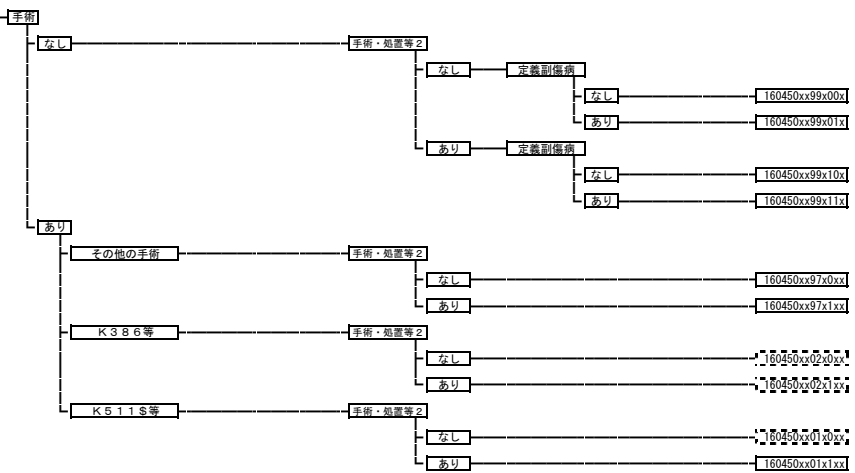 手術
なし 手術・処置等２
なし 定義副傷病
なし 160450xx99x00x
あり 160450xx99x01x
あり 定義副傷病
なし 160450xx99x10x
あり 160450xx99x11x
あり
その他の手術 手術・処置等２
なし 160450xx97x0xx
あり 160450xx97x1xx
Ｋ３８６等 手術・処置等２
なし 160450xx02x0xx
あり 160450xx02x1xx
Ｋ５１１＄等 手術・処置等２
なし 160450xx01x0xx
あり 160450xx01x1xx